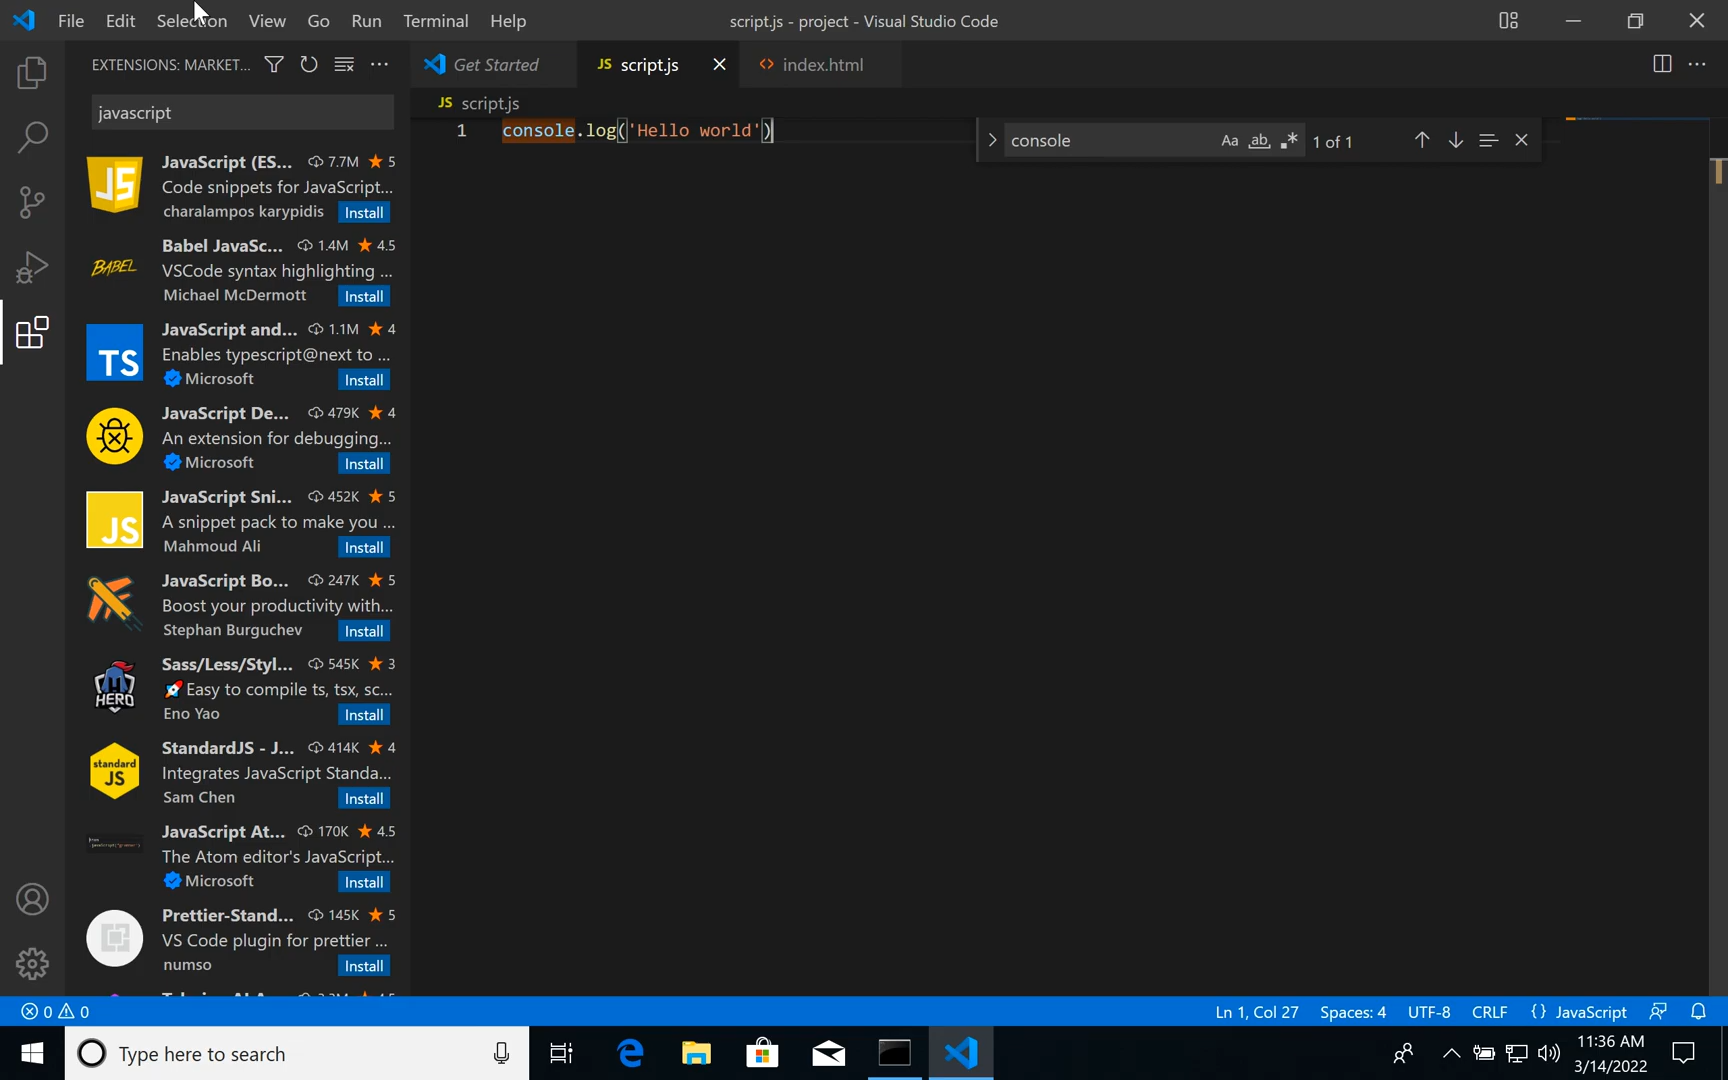 File Edit Selection View Go Run Terminal Help
script.js - project - Visual Studio Code
EXTENSIONS: MARKET...
Get Started
JS script.js
index.html
javascript
JS script.js
1 console.log('Hello world')
console
Aa ab .*
1 of 1
JS
JavaScript (ES... 7.7M 5
Code snippets for JavaScript...
charalampos karypidis Install
BABEL
Babel JavaSc... 1.4M 4.5
VSCode syntax highlighting ...
Michael McDermott Install
TS
JavaScript and... 1.1M 4
Enables typescript@next to ...
Microsoft Install
JavaScript De... 479K 4
An extension for debugging...
Microsoft Install
JS
JavaScript Sni... 452K 5
A snippet pack to make you ...
Mahmoud Ali Install
JavaScript Bo... 247K 5
Boost your productivity with...
Stephan Burguchev Install
HERO
Sass/Less/Styl... 545K 3
🚀Easy to compile ts, tsx, sc...
Eno Yao Install
standard
JS
StandardJS - J... 414K 4
Integrates JavaScript Standa...
Sam Chen Install
JavaScript At... 170K 4.5
The Atom editor's JavaScript...
Microsoft Install
Prettier-Stand... 145K 5
VS Code plugin for prettier ...
numso Install
0 0
Ln 1, Col 27 Spaces: 4 UTF-8 CRLF {} JavaScript
Type here to search
11:36 AM
3/14/2022